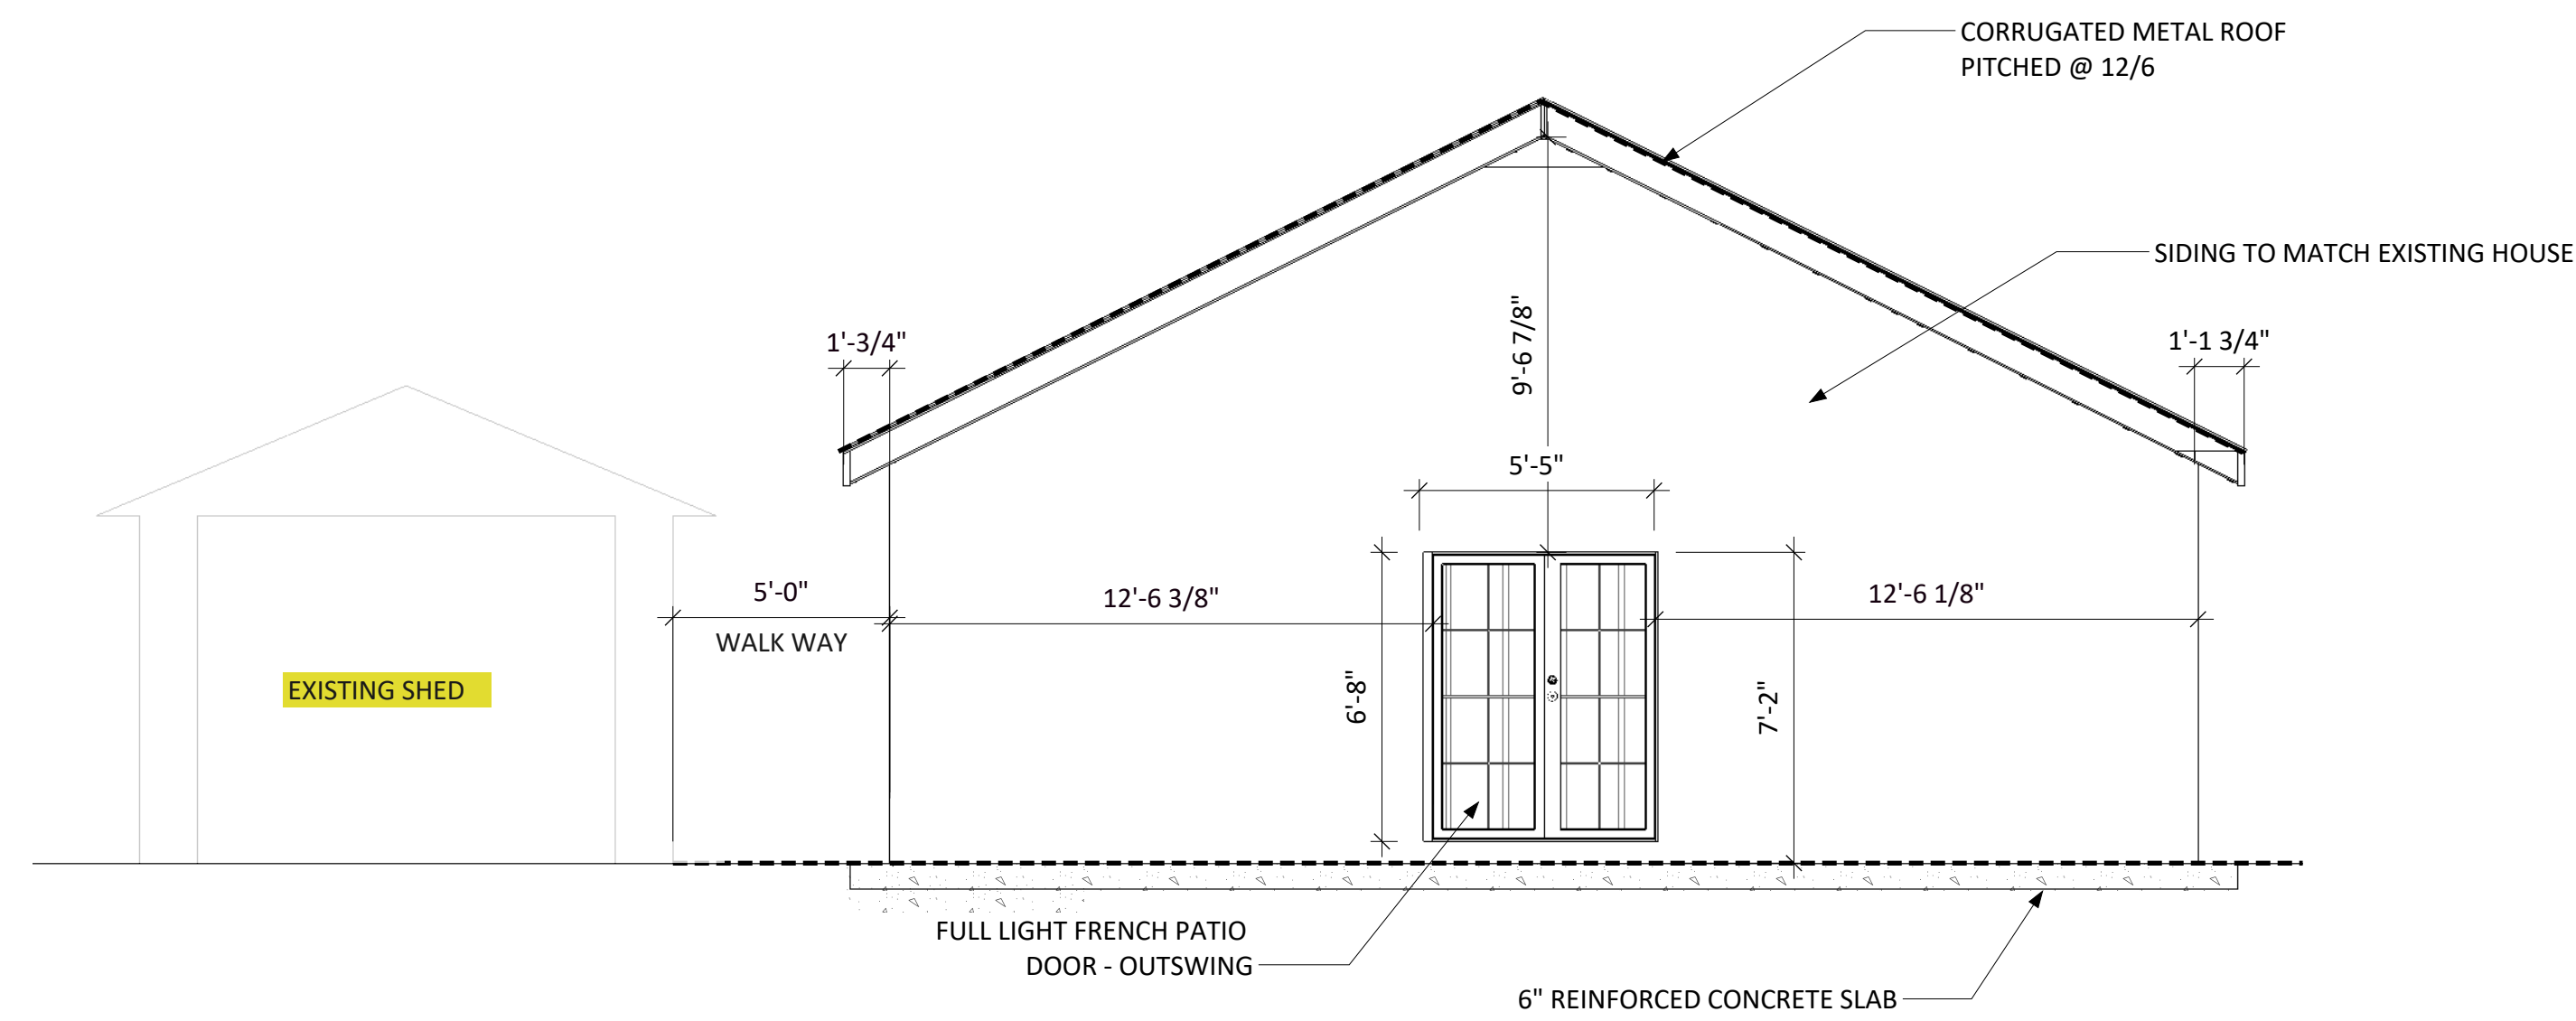 CORRUGATED METAL ROOF
PITCHED @ 12/6
SIDING TO MATCH EXISTING HOUSE
1'-3/4"
9'-6 7/8"
1'-1 3/4"
5'-5"
5'-0"
WALK WAY
12'-6 3/8"
12'-6 1/8"
EXISTING SHED
6'-8"
7'-2"
FULL LIGHT FRENCH PATIO
DOOR - OUTSWING
6" REINFORCED CONCRETE SLAB